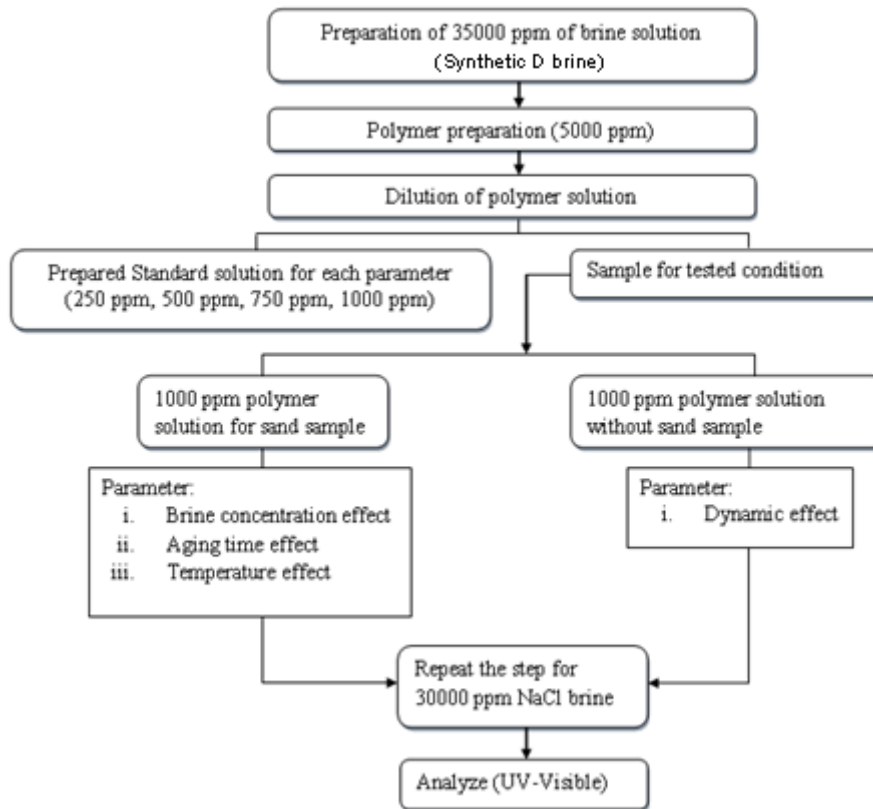 Preparation of 35000 ppm of brine solution
(Synthetic D brine)
Polymer preparation (5000 ppm)
Dilution of polymer solution
Prepared Standard solution for each parameter
(250 ppm, 500 ppm, 750 ppm, 1000 ppm)
Sample for tested condition
1000 ppm polymer
solution for sand sample
1000 ppm polymer solution
without sand sample
Parameter:
i. Brine concentration effect
ii. Aging time effect
iii. Temperature effect
Parameter:
i. Dynamic effect
Repeat the step for
30000 ppm NaCl brine
Analyze (UV-Visible)